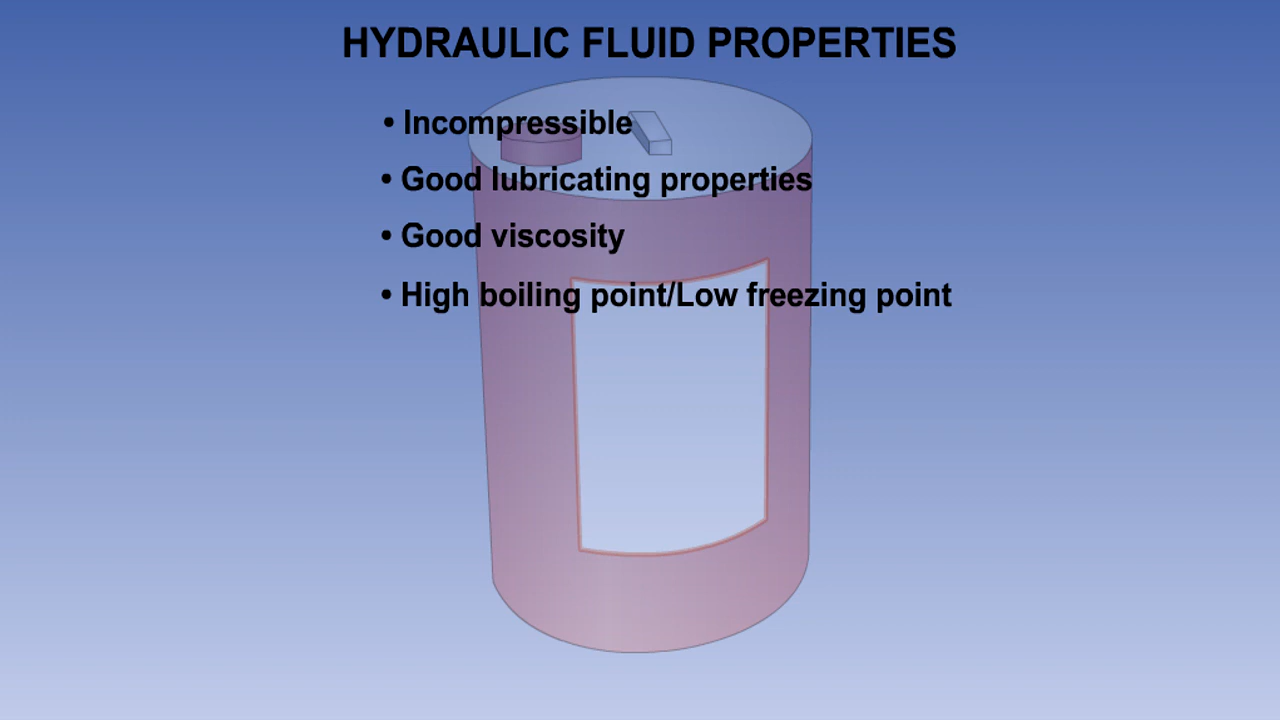 HYDRAULIC FLUID PROPERTIES
• Incompressible
• Good lubricating properties
• Good viscosity
• High boiling point/Low freezing point